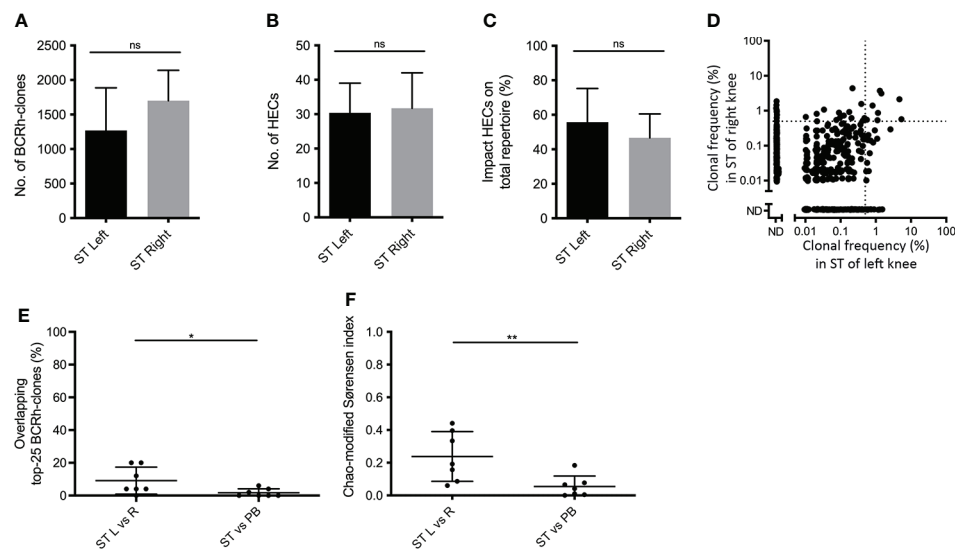 A
ns
No. of BCRh-clones
2500
2000
1500
1000
500
0
ST Left
ST Right
B
ns
No. of HECs
50
40
30
20
10
0
ST Left
ST Right
C
ns
Impact HECs on
total repertoire (%)
100
80
60
40
20
0
ST Left
ST Right
D
Clonal frequency (%)
in ST of right knee
100
10
1
0.1
0.01
ND
ND
0.01
0.1
1
10
100
Clonal frequency (%)
in ST of left knee
E
*
Overlapping
top-25 BCRh-clones (%)
100
80
60
40
20
0
ST L vs R
ST vs PB
F
**
Chao-modified Sørensen index
1.0
0.8
0.6
0.4
0.2
0.0
ST L vs R
ST vs PB